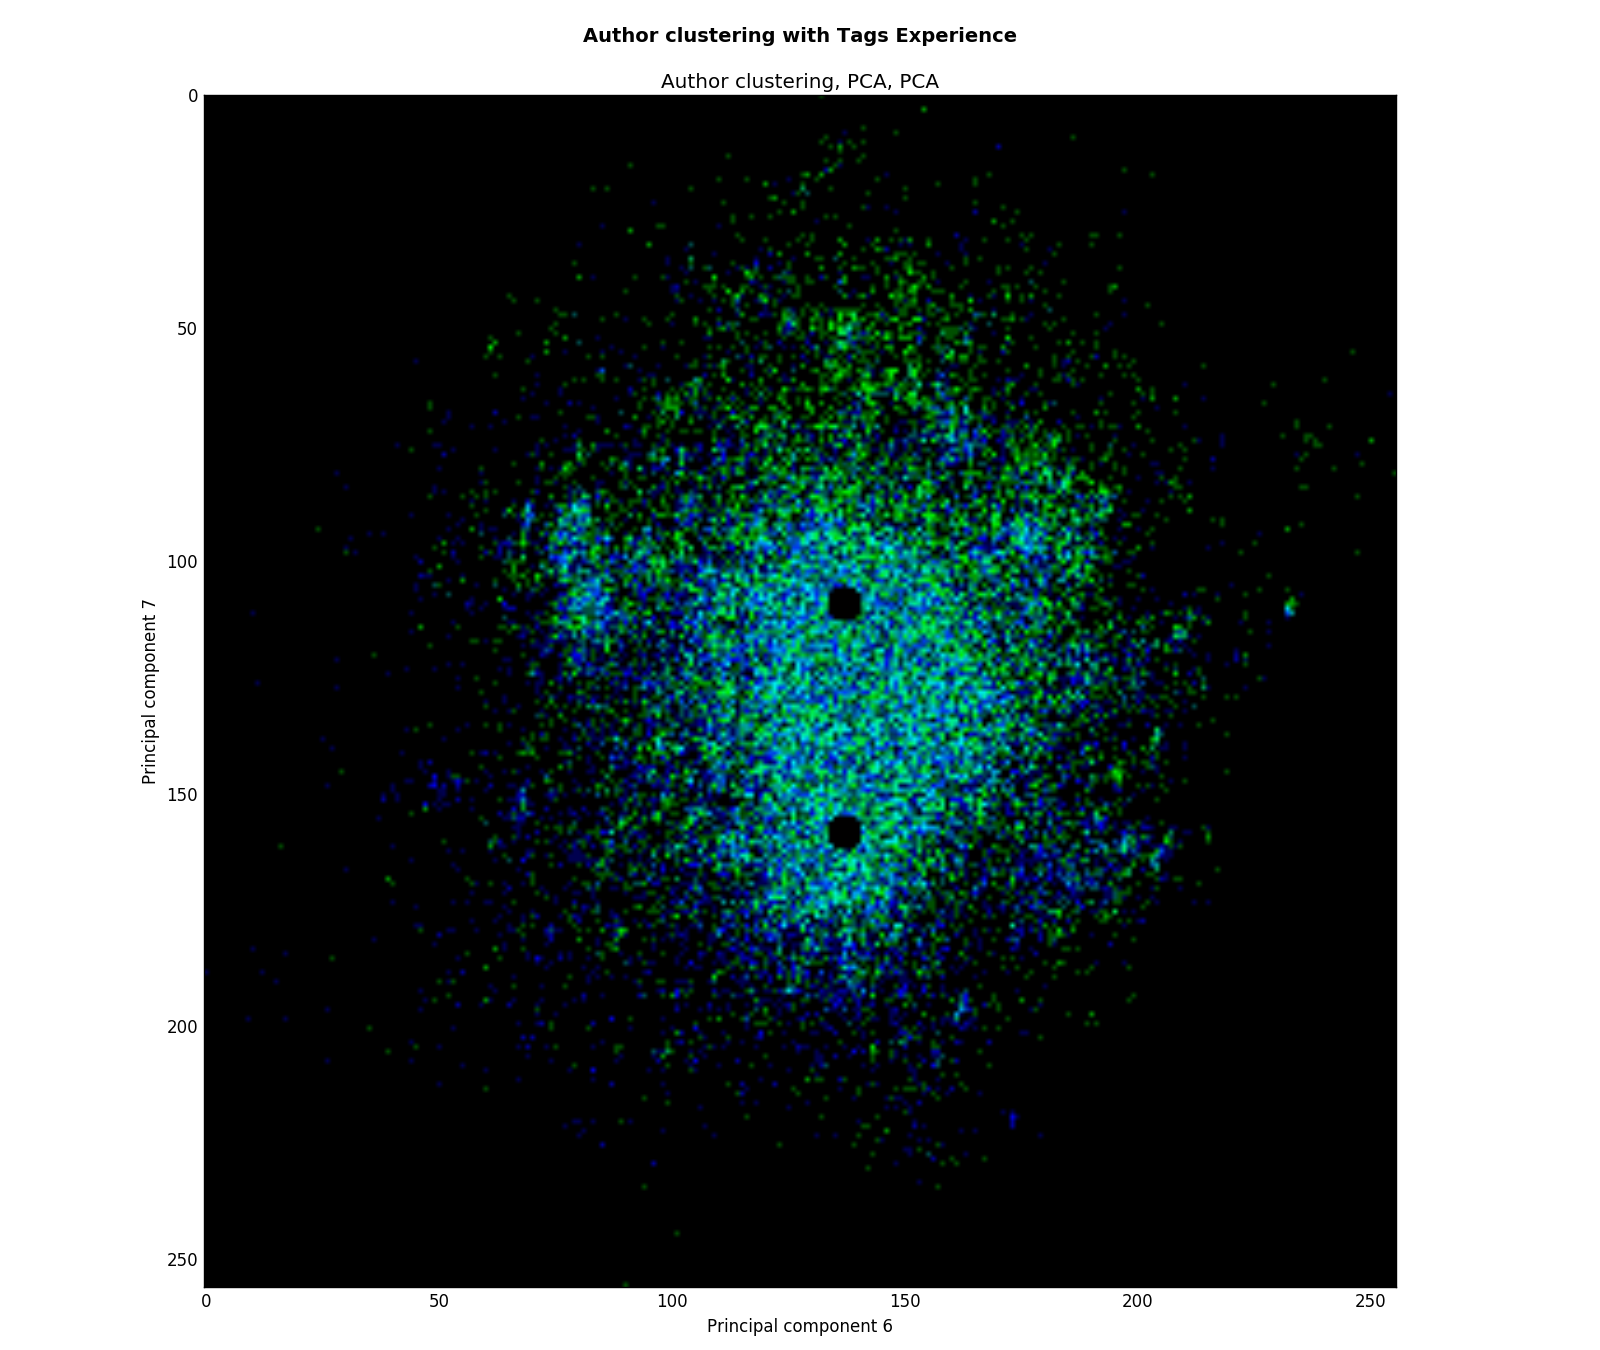 Author clustering with Tags Experience
Author clustering, PCA, PCA
0
50
100
150
200
250
Principal component 7
0 50 100 150 200 250
Principal component 6